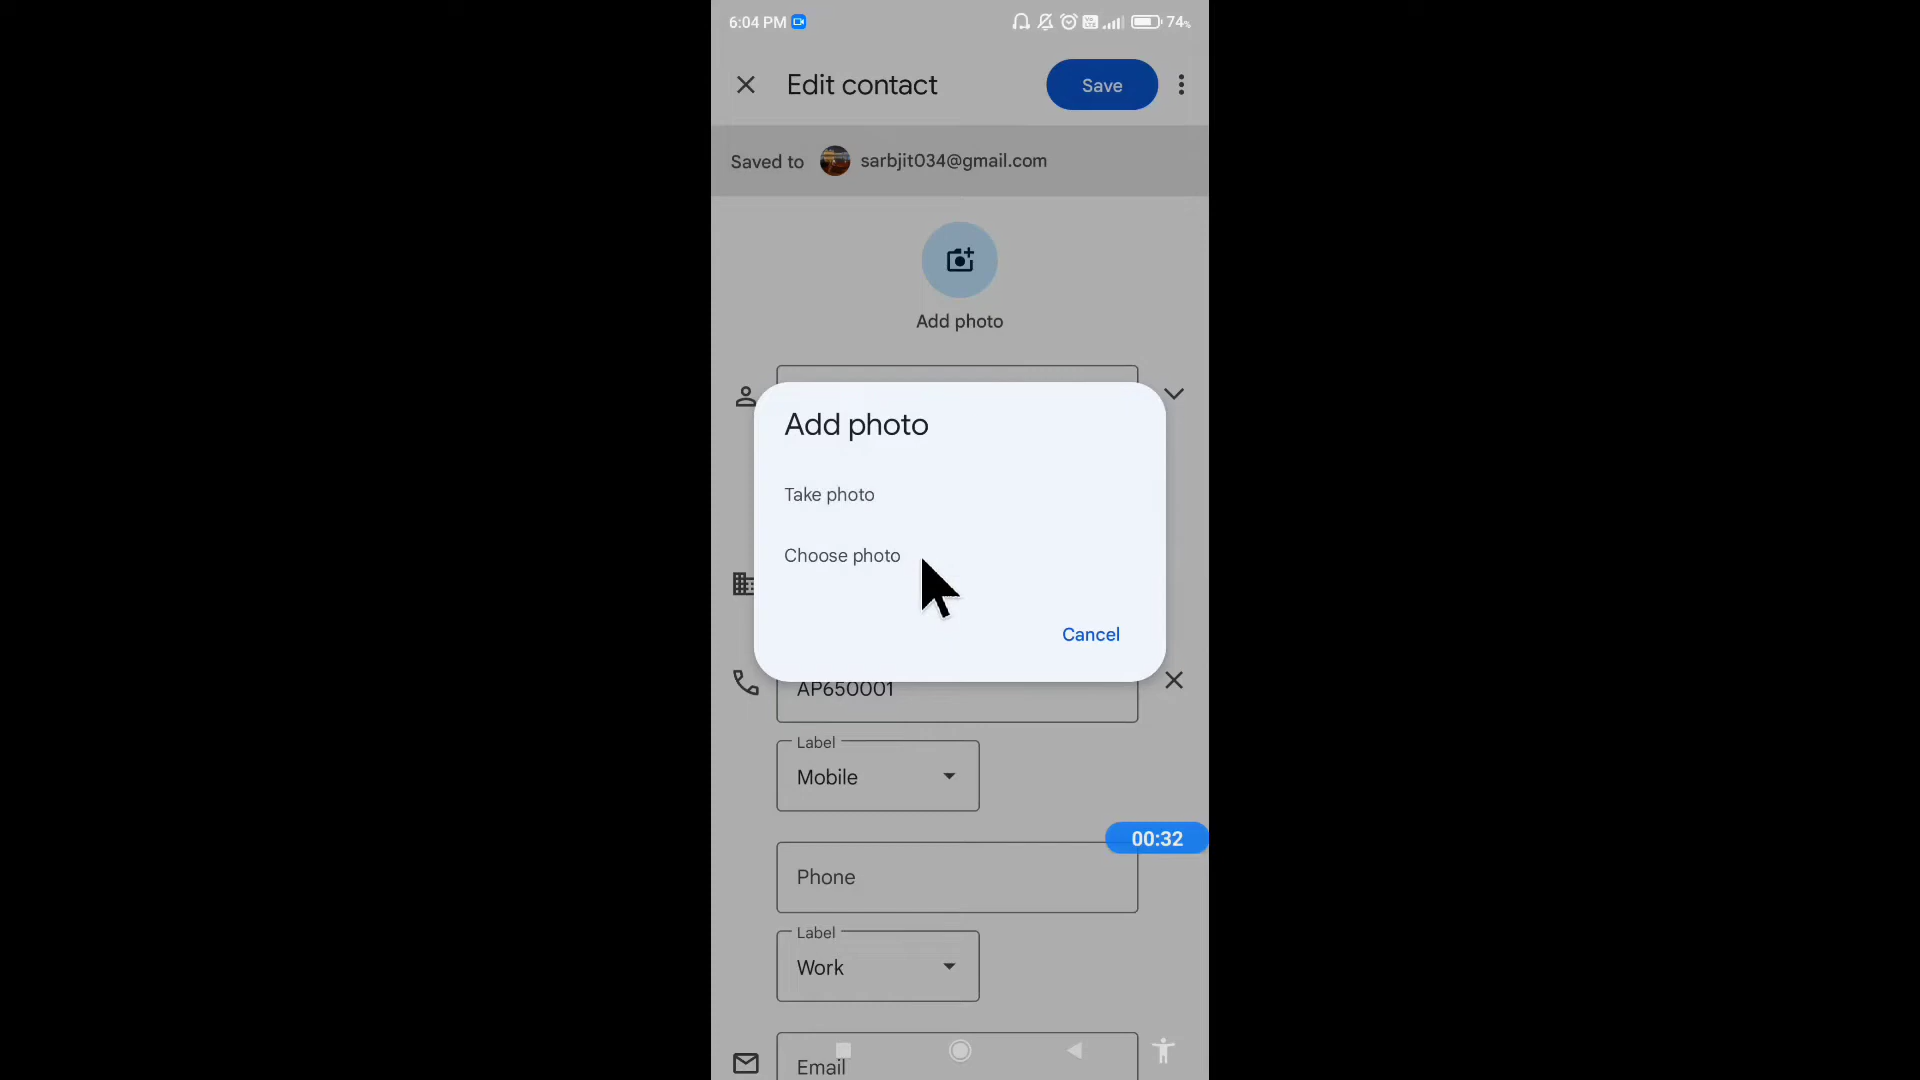 6:04 PM
74%
Edit contact
Save
Saved to
sarbjit034@gmail.com
Add photo
Add photo
Take photo
Choose photo
Cancel
AP650001
Label
Mobile
00:32
Phone
Label
Work
Email